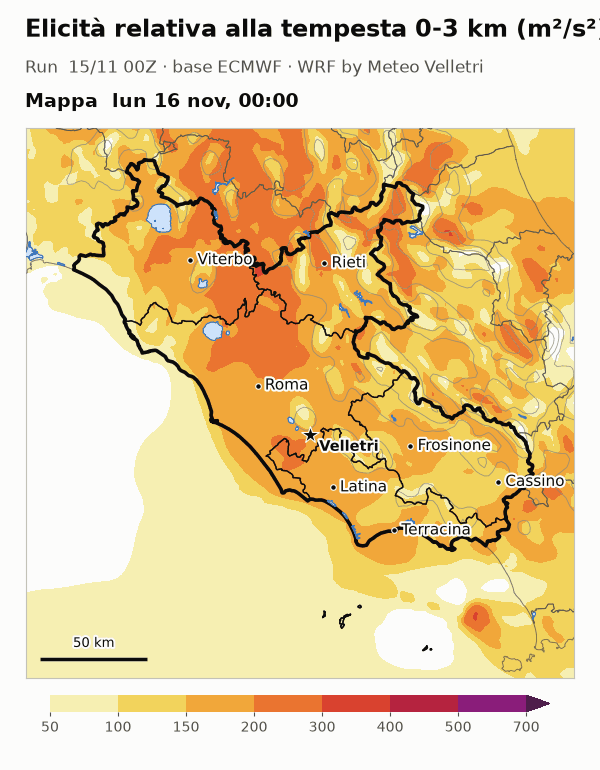 Elicità relativa alla tempesta 0-3 km (m²/s²)
Run  15/11 00Z · base ECMWF · WRF by Meteo Velletri
Mappa  lun 16 nov, 00:00
Viterbo
Rieti
Roma
Velletri
Frosinone
Latina
Cassino
Terracina
50 km
50 100 150 200 300 400 500 700